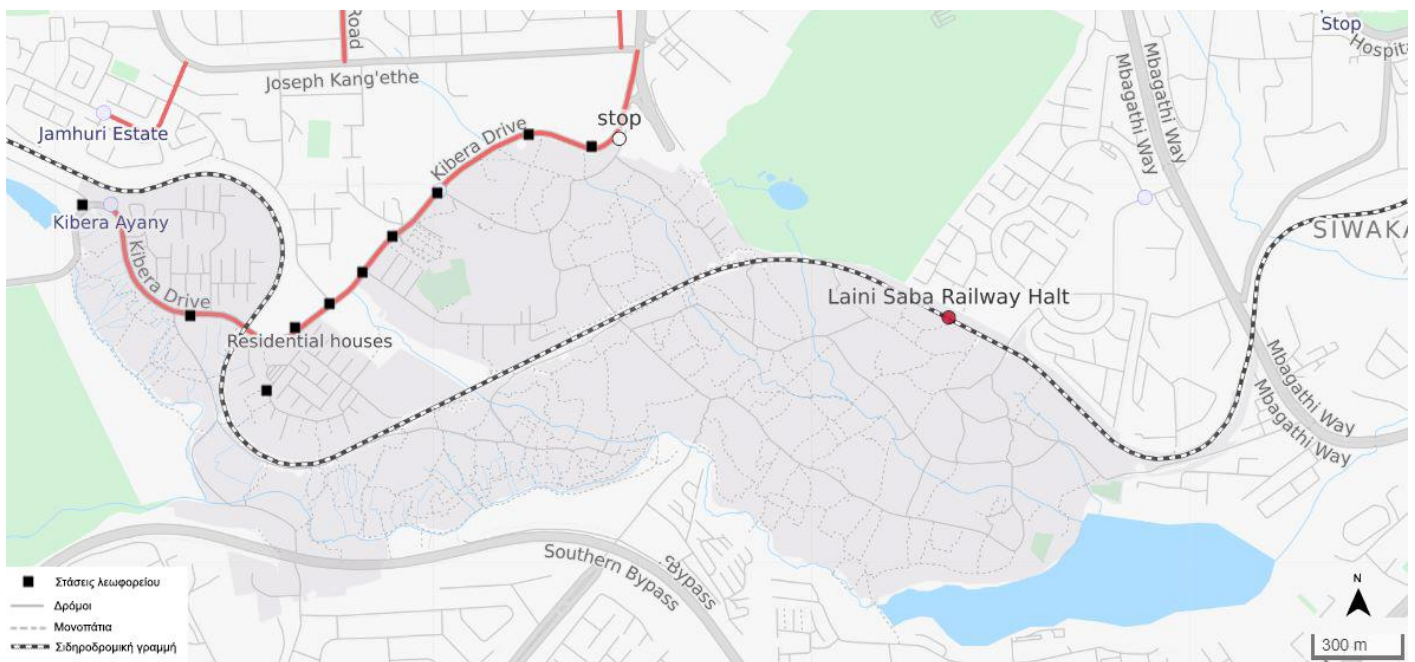 Road
Stop
Hospita
Joseph Kang'ethe
Mbagathi Way
Mbagathi Way
Jamhuri Estate
stop
Kibera Drive
Kibera Ayany
SIWAKA
Kibera Drive
Laini Saba Railway Halt
Residential houses
Mbagathi Way
Mbagathi Way
Southern Bypass
Bypass
Στάσεις λεωφορείου
Δρόμοι
Μονοπάτια
Σιδηροδρομική γραμμή
N
300 m